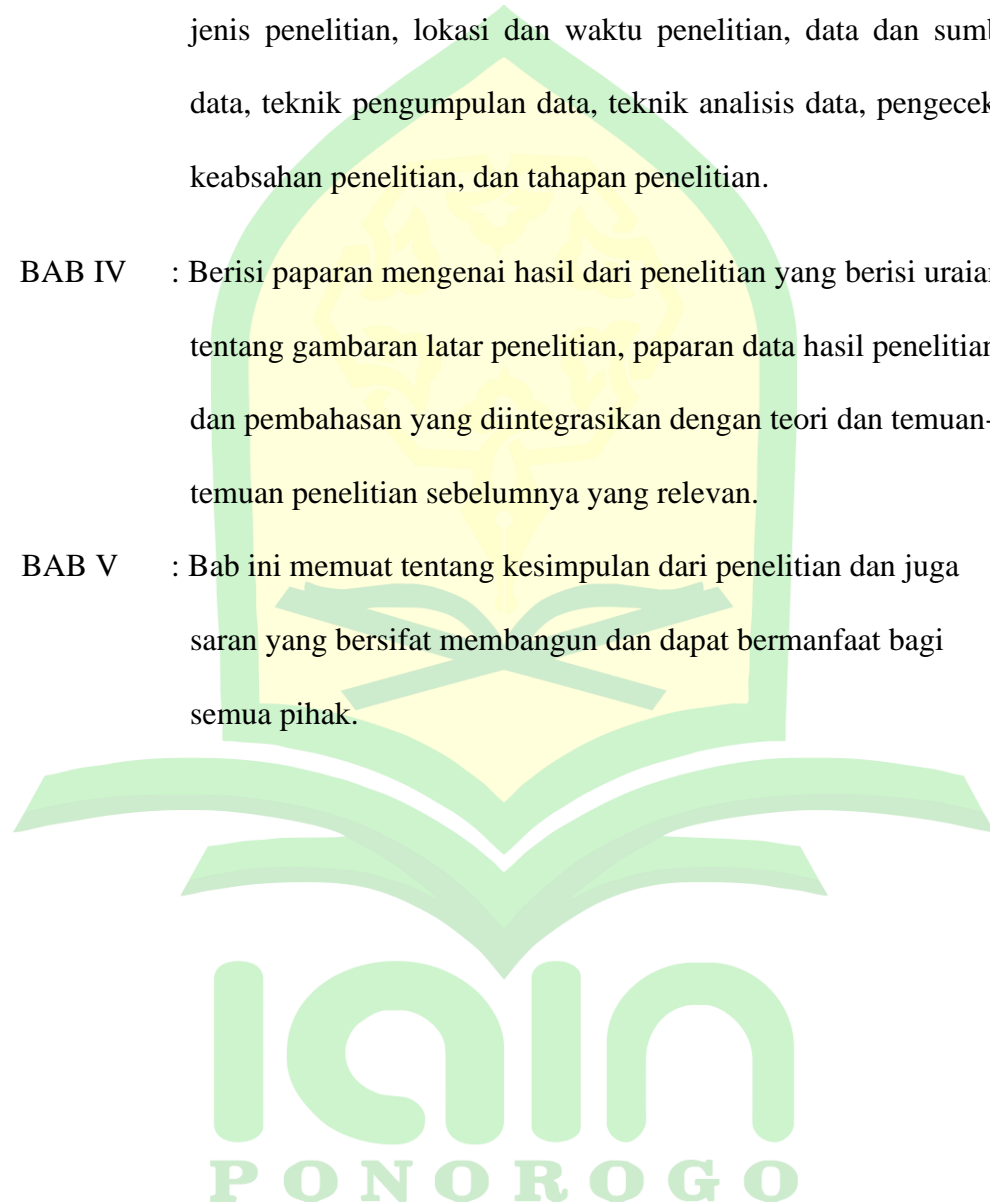 jenis penelitian, lokasi dan waktu penelitian, data dan sumb
data, teknik pengumpulan data, teknik analisis data, pengecek
keabsahan penelitian, dan tahapan penelitian.
BAB IV : Berisi paparan mengenai hasil dari penelitian yang berisi uraian
tentang gambaran latar penelitian, paparan data hasil penelitian
dan pembahasan yang diintegrasikan dengan teori dan temuan-
temuan penelitian sebelumnya yang relevan.
BAB V : Bab ini memuat tentang kesimpulan dari penelitian dan juga
saran yang bersifat membangun dan dapat bermanfaat bagi
semua pihak.
IAIN
PONOROGO